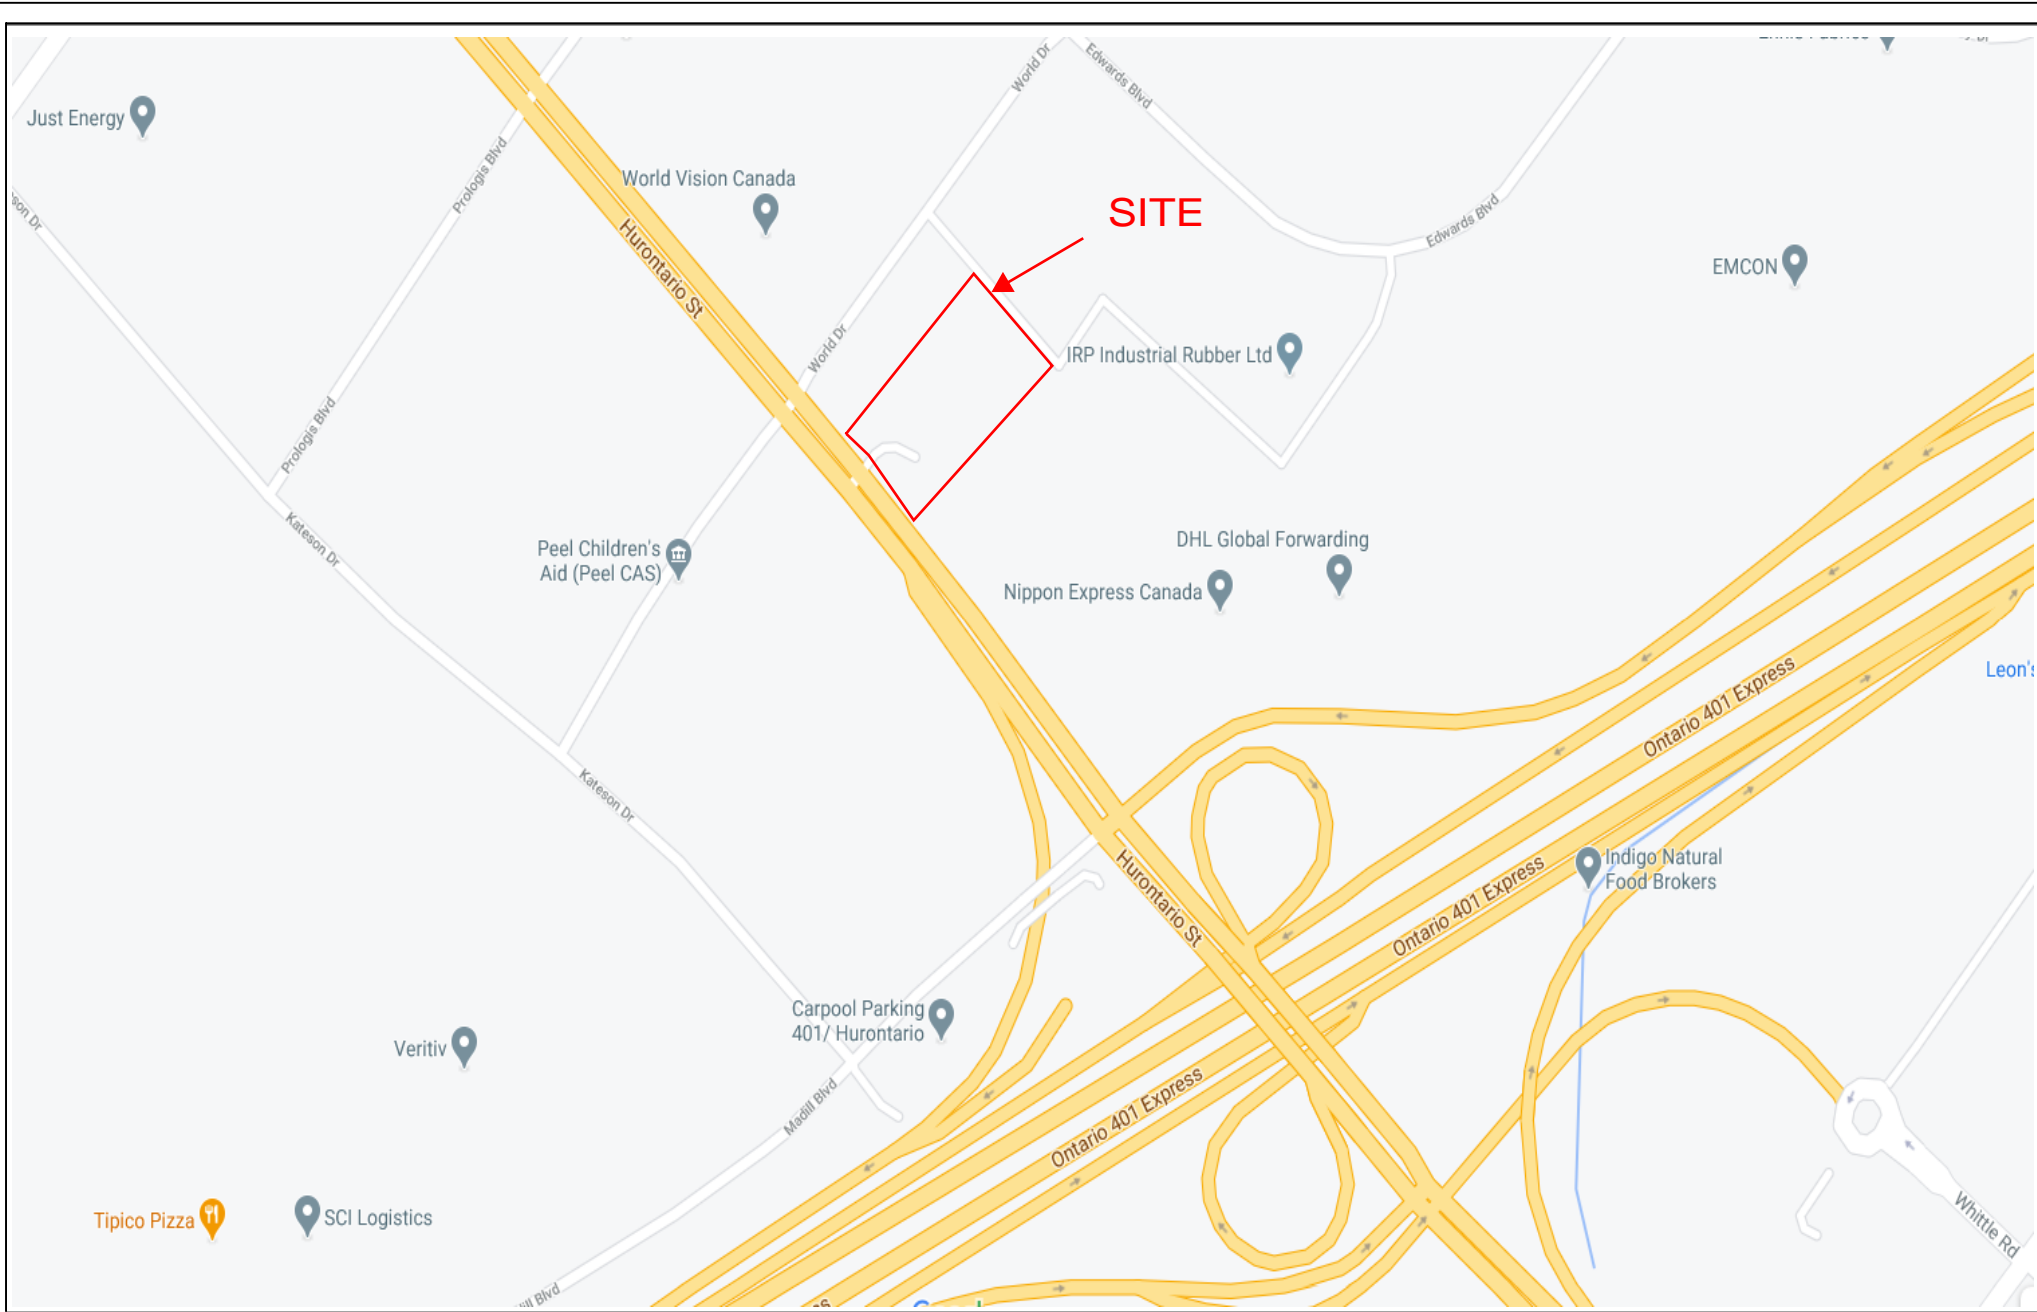 World Dr
Edwards Blvd
Just Energy
Prologis Blvd
World Vision Canada
SITE
Edwards Blvd
Hurontario St
EMCON
World Dr
IRP Industrial Rubber Ltd
Prologis Blvd
Kateson Dr
Peel Children's
Aid (Peel CAS)
DHL Global Forwarding
Nippon Express Canada
Leon's
Ontario 401 Express
Kateson Dr
Indigo Natural
Food Brokers
Hurontario St
Ontario 401 Express
Carpool Parking
401/ Hurontario
Veritiv
Madill Blvd
Ontario 401 Express
Tipico Pizza
SCI Logistics
Whittle Rd
Blvd